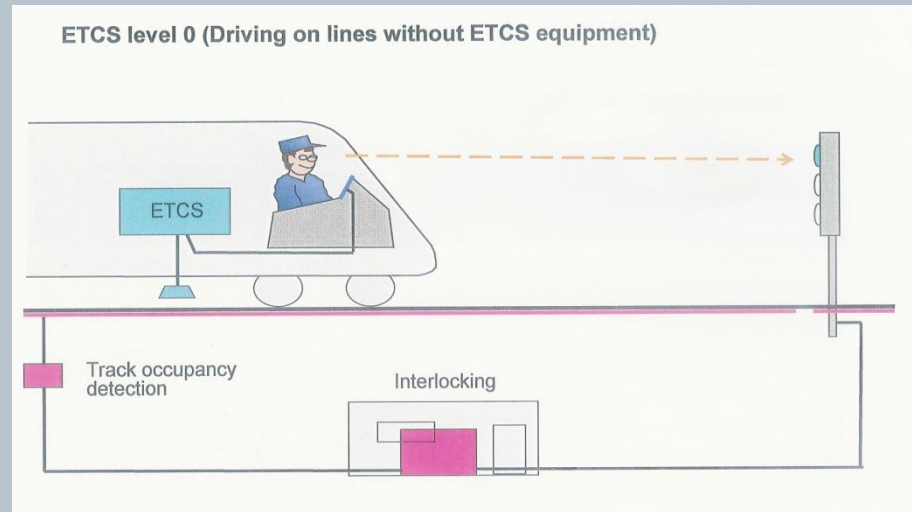 ETCS level 0 (Driving on lines without ETCS equipment)
ETCS
Track occupancy
detection
Interlocking